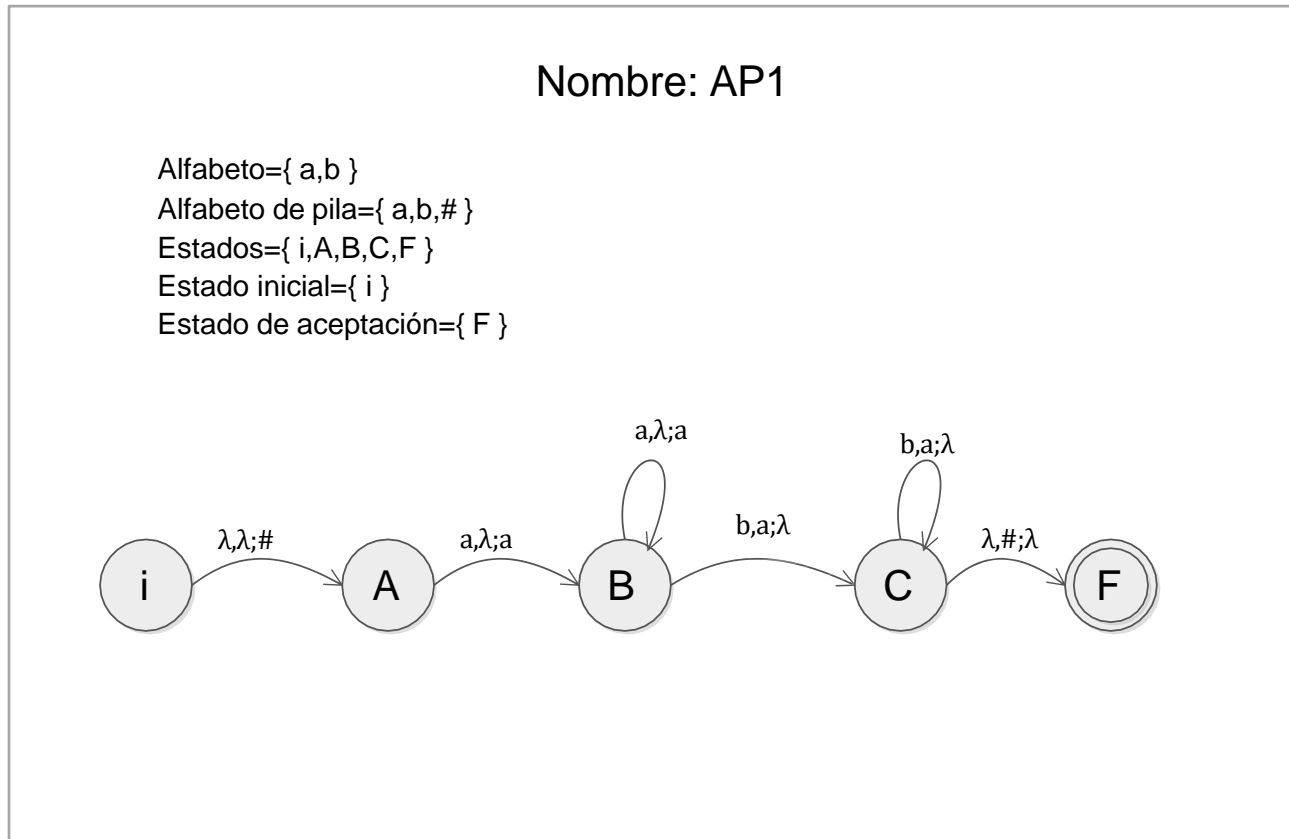 Nombre: AP1
Alfabeto={ a,b }
Alfabeto de pila={ a,b,# }
Estados={ i,A,B,C,F }
Estado inicial={ i }
Estado de aceptación={ F }
a,λ;a
b,a;λ
λ,λ;#
a,λ;a
b,a;λ
λ,#;λ
i
A
B
C
F